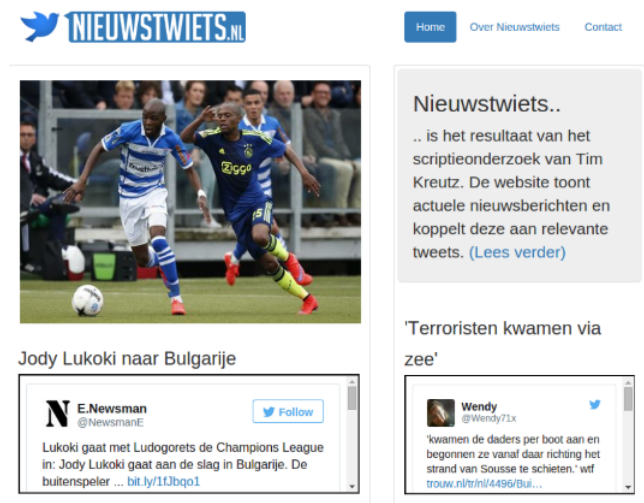 NIEUWSTWIETS.NL
Home Over Nieuwstwiets Contact
Ziggo
5
Jody Lukoki naar Bulgarije
N E.Newsman
@NewsmanE
Follow
Lukoki gaat met Ludogorets de Champions League
in: Jody Lukoki gaat aan de slag in Bulgarije. De
buitenspeler ... bit.ly/1fJbqo1
Nieuwstwiets..
.. is het resultaat van het
scriptieonderzoek van Tim
Kreutz. De website toont
actuele nieuwsberichten en
koppelt deze aan relevante
tweets. (Lees verder)
'Terroristen kwamen via
zee'
Wendy
@Wendy71x
'kwamen de daders per boot aan en
begonnen ze vanaf daar richting het
strand van Sousse te schieten.' wtf
trouw.nl/tr/nl/4496/Bui…